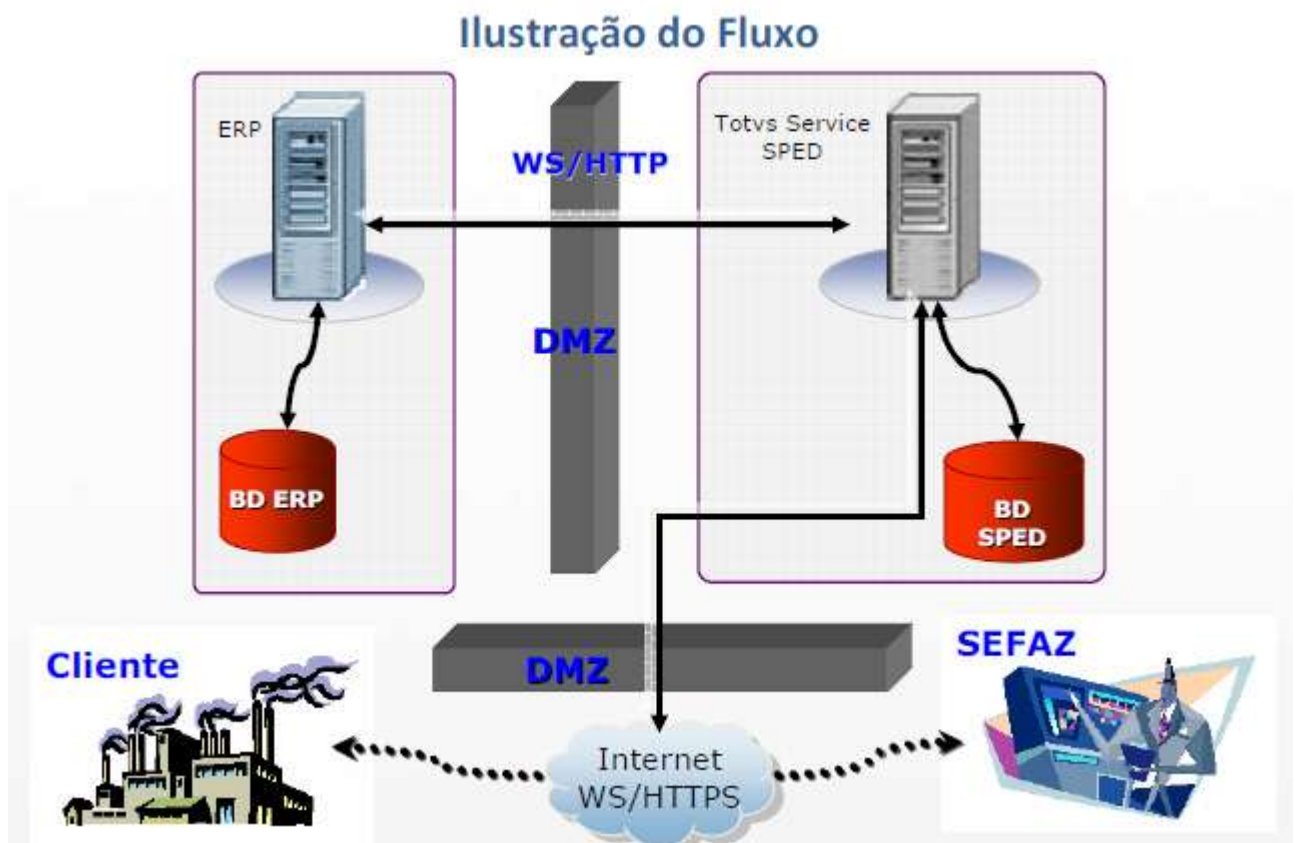 Ilustração do Fluxo
ERP
Totvs Service
SPED
WS/HTTP
DMZ
BD ERP
BD
SPED
Cliente
DMZ
SEFAZ
Internet
WS/HTTPS